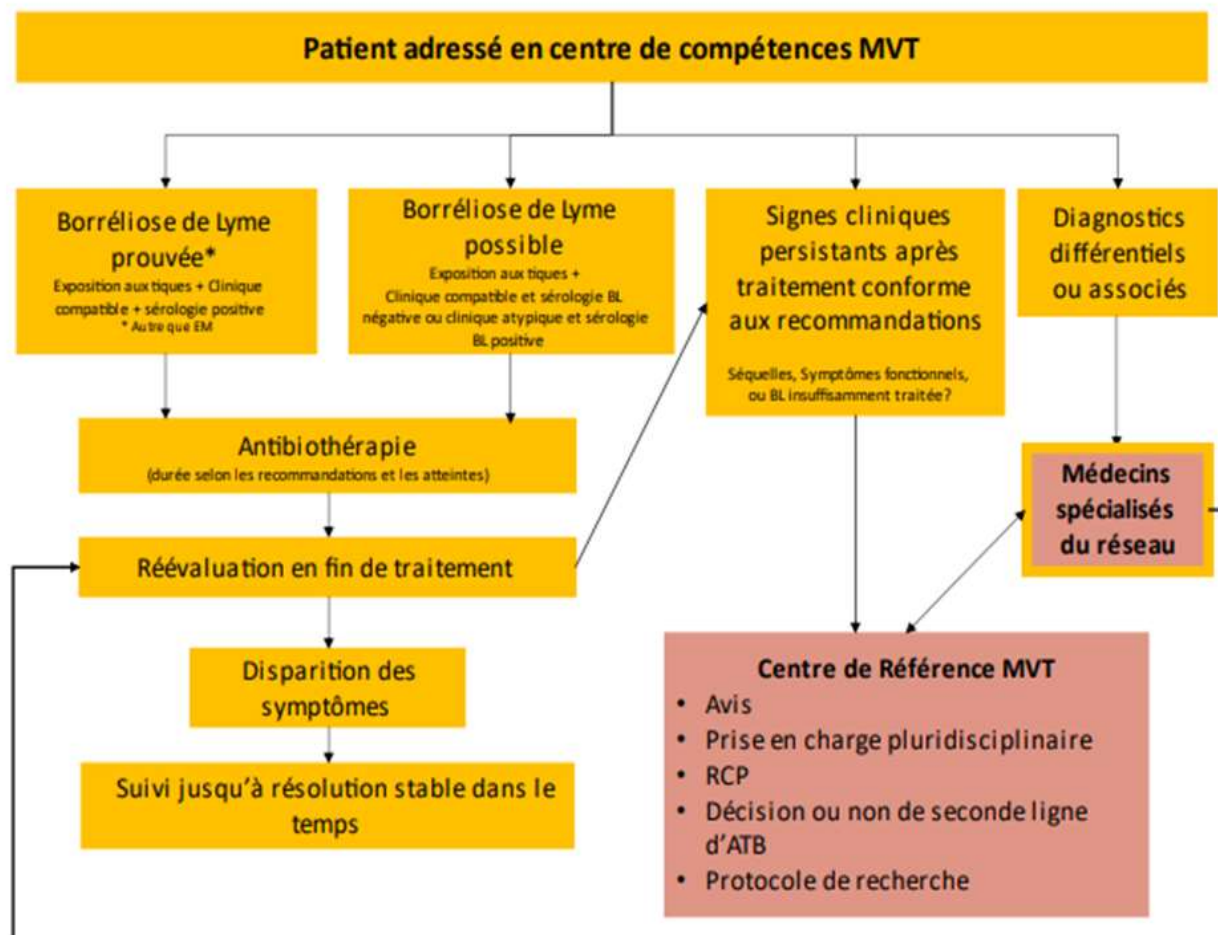 Patient adressé en centre de compétences MVT
Borréliose de Lyme
prouvée*
Exposition aux tiques + Clinique
compatible + sérologie positive
* Autre que EM
Borréliose de Lyme
possible
Exposition aux tiques +
Clinique compatible et sérologie BL
négative ou clinique atypique et sérologie
BL positive
Signes cliniques
persistants après
traitement conforme
aux recommandations
Séquelles, Symptômes fonctionnels,
ou BL insuffisamment traitée?
Diagnostics
différentiels
ou associés
Antibiothérapie
(durée selon les recommandations et les atteintes)
Médecins
spécialisés
du réseau
Réévaluation en fin de traitement
Disparition des
symptômes
Suivi jusqu'à résolution stable dans le
temps
Centre de Référence MVT
• Avis
• Prise en charge pluridisciplinaire
• RCP
• Décision ou non de seconde ligne
d'ATB
• Protocole de recherche